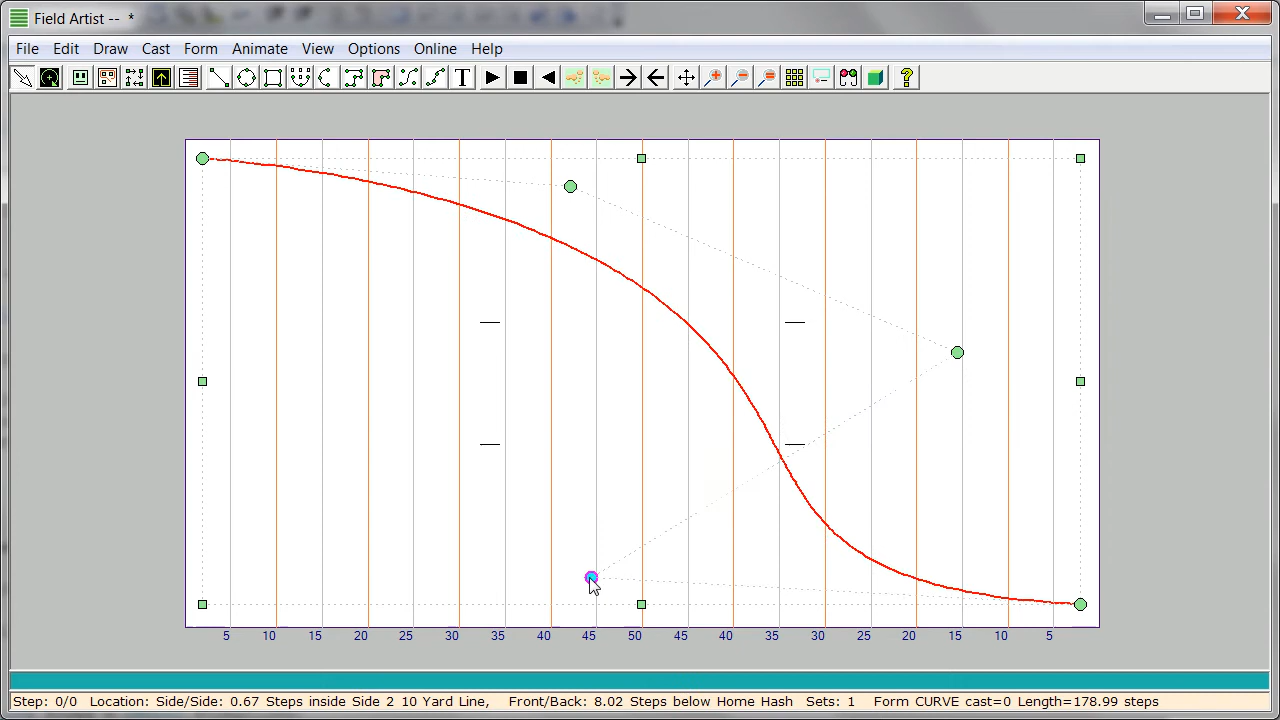 Field Artist -- *
File Edit Draw Cast Form Animate View Options Online Help
T ?
5 10 15 20 25 30 35 40 45 50 45 40 35 30 20 15 10 5
Step: 0/0 Location: Side/Side: 0.67 Steps inside Side 2 10 Yard Line, Front/Back: 8.02 Steps below Home Hash Sets: 1 Form CURVE cast=0 Length=178.99 steps